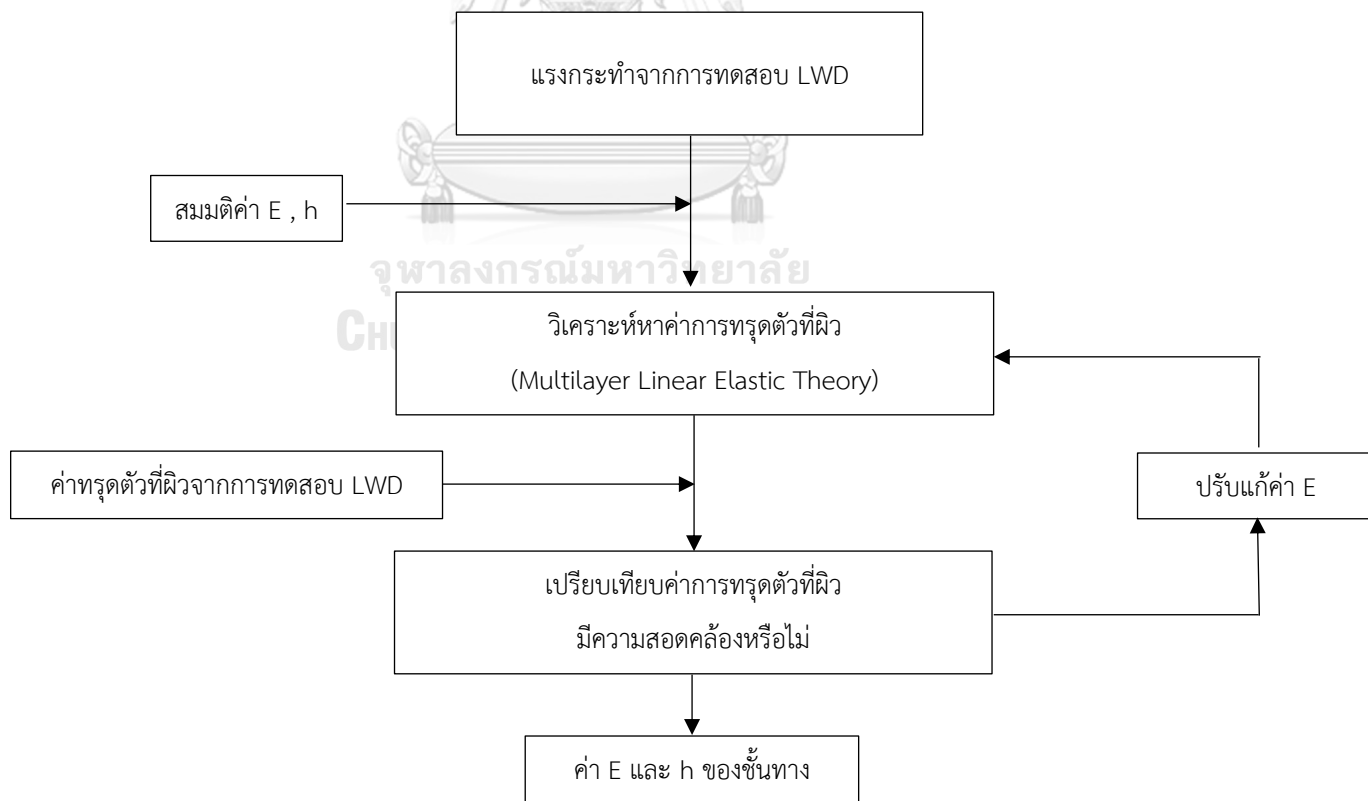 แรงกระทำจากการทดสอบ LWD
สมมติค่า E , h
จุฬาลงกรณ์มหาวิทยาลัย
วิเคราะห์หาค่าการทรุดตัวที่ผิว
(Multilayer Linear Elastic Theory)
ค่าทรุดตัวที่ผิวจากการทดสอบ LWD
ปรับแก้ค่า E
เปรียบเทียบค่าการทรุดตัวที่ผิว
มีความสอดคล้องหรือไม่
ค่า E และ h ของชั้นทาง